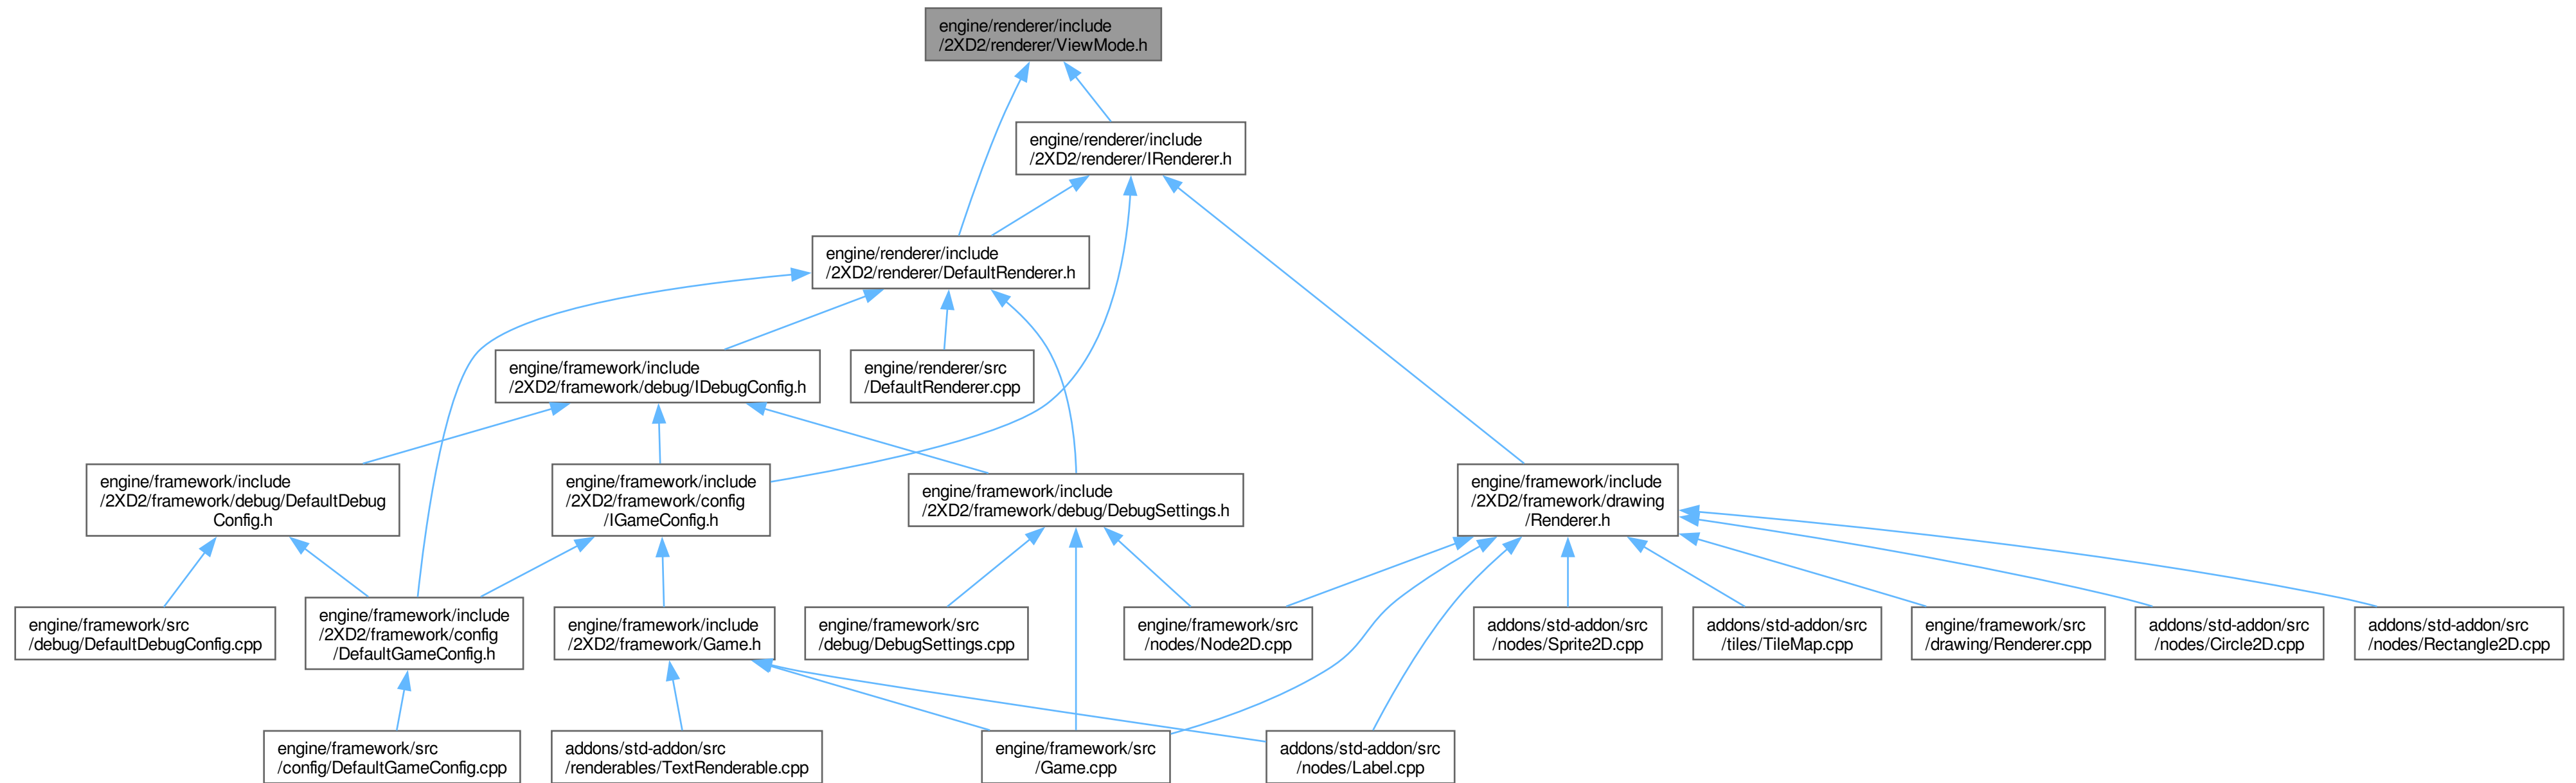 engine/renderer/include
/2XD2/renderer/ViewMode.h
engine/renderer/include
/2XD2/renderer/IRenderer.h
engine/renderer/include
/2XD2/renderer/DefaultRenderer.h
engine/framework/include
/2XD2/framework/debug/IDebugConfig.h
engine/renderer/src
/DefaultRenderer.cpp
engine/framework/include
/2XD2/framework/debug/DefaultDebug
Config.h
engine/framework/include
/2XD2/framework/config
/IGameConfig.h
engine/framework/include
/2XD2/framework/debug/DebugSettings.h
engine/framework/include
/2XD2/framework/drawing
/Renderer.h
engine/framework/src
/debug/DefaultDebugConfig.cpp
engine/framework/include
/2XD2/framework/config
/DefaultGameConfig.h
engine/framework/include
/2XD2/framework/Game.h
engine/framework/src
/debug/DebugSettings.cpp
engine/framework/src
/nodes/Node2D.cpp
addons/std-addon/src
/nodes/Sprite2D.cpp
addons/std-addon/src
/tiles/TileMap.cpp
engine/framework/src
/drawing/Renderer.cpp
addons/std-addon/src
/nodes/Circle2D.cpp
addons/std-addon/src
/nodes/Rectangle2D.cpp
engine/framework/src
/config/DefaultGameConfig.cpp
addons/std-addon/src
/renderables/TextRenderable.cpp
engine/framework/src
/Game.cpp
addons/std-addon/src
/nodes/Label.cpp